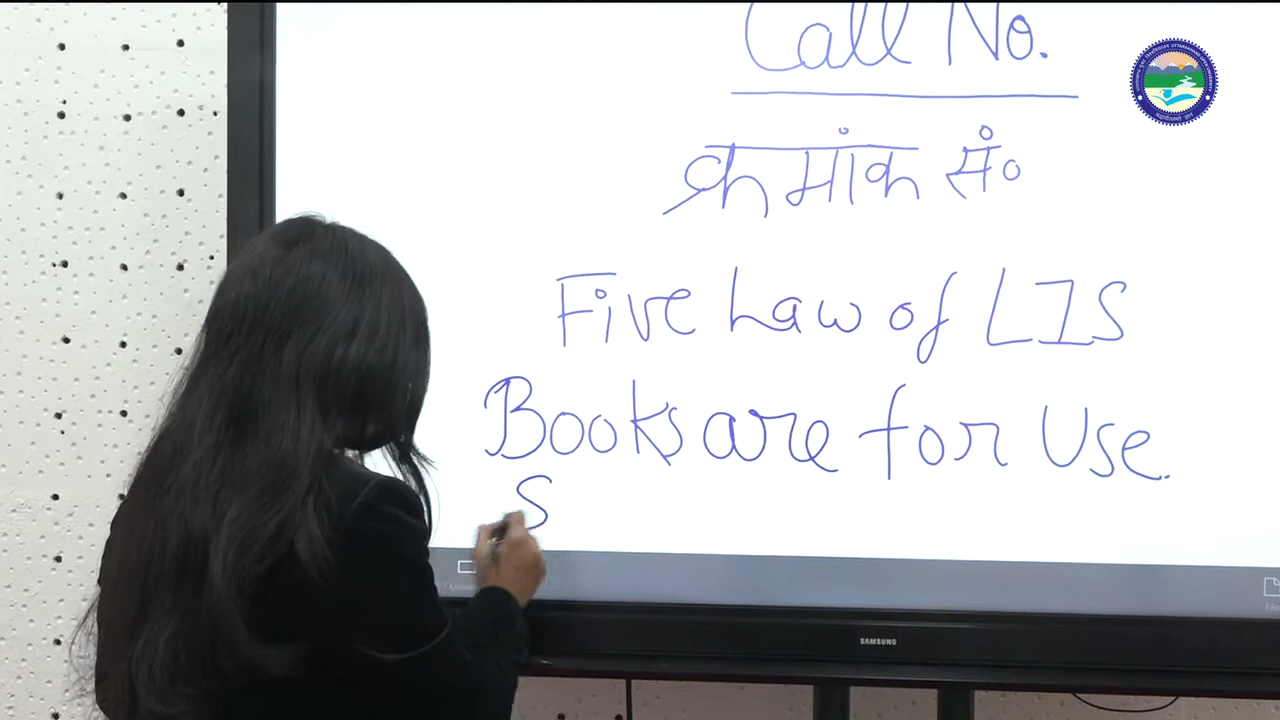 Call No.
क्रमांक सं०
Five Law of LIS
Books are for Use.
S
SAMSUNG